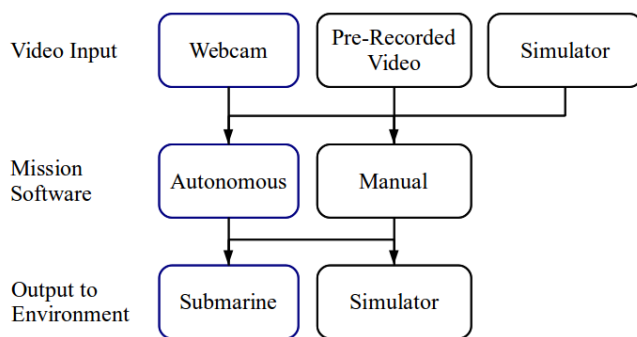 Video Input
Webcam
Pre-Recorded
Video
Simulator
Mission
Software
Autonomous
Manual
Output to
Environment
Submarine
Simulator